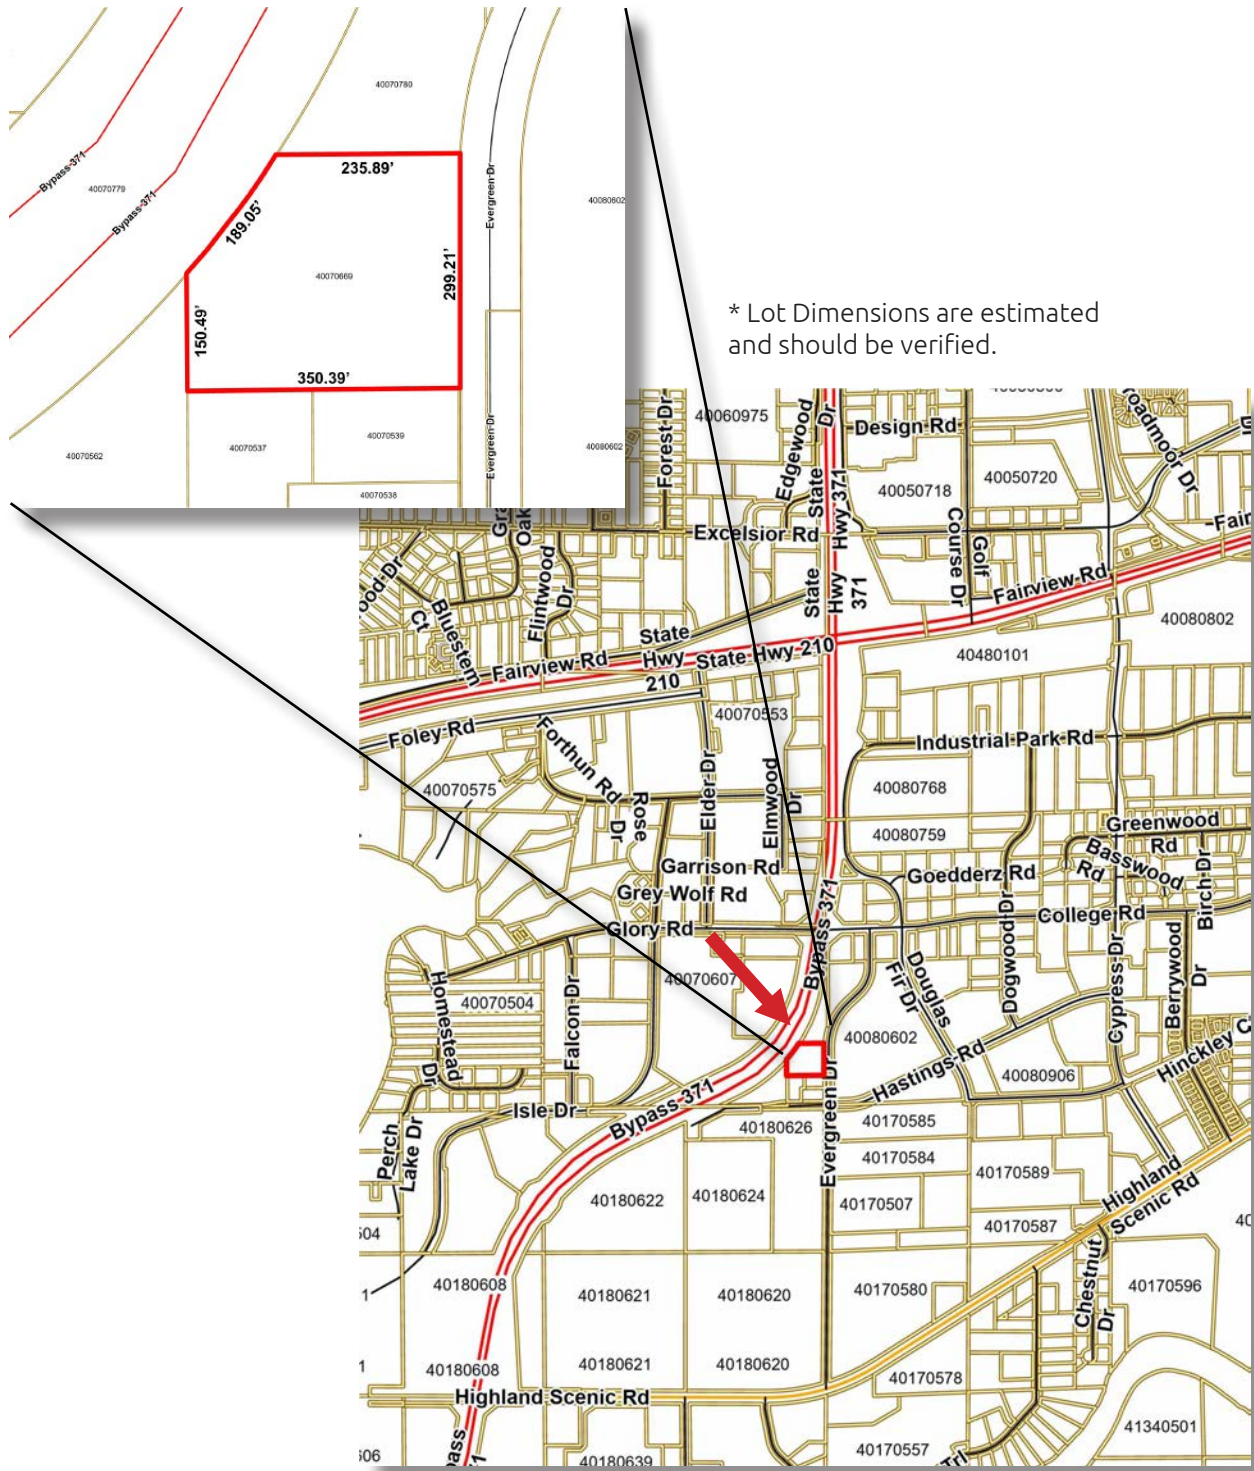 40070780
Bypass 371
40070779
Bypass 371
235.89'
189.05'
Evergreen Dr
40080602
40070669
299.21'
150.49'
350.39'
40070562
40070537
40070539
40070538
Evergreen Dr
40080602
* Lot Dimensions are estimated
and should be verified.
Forest Dr
40060975
Edgewood
Dr
State
Hwy 371
Design Rd
40050718
40050720
Excelsior Rd
Course Dr
Golf
Flintwood
Dr
Bluestem
Ct
State
Hwy
371
Fairview Rd
40080802
Fairview Rd
State
Hwy
210
State Hwy 210
40480101
Foley Rd
40070553
Industrial Park Rd
Forthun Rd
40070575
Rose
Dr
Elder Dr
Elmwood
Dr
40080768
40080759
Greenwood
Rd
Basswood
Rd
Birch Dr
Garrison Rd
Grey Wolf Rd
Goedderz Rd
Dogwood Dr
College Rd
Glory Rd
Bypass 371
40070607
Homestead
Dr
40070504
Falcon Dr
Douglas
Fir Dr
Cypress Dr
Berrywood
Dr
40080602
Hastings Rd
40080906
Hinckley
Isle Dr
Bypass 371
40180626
Evergreen Dr
40170585
40170584
40170589
Perch
Lake Dr
40180622
40180624
40170507
40170587
Highland
Scenic Rd
40180608
40180621
40180620
40170580
Chestnut
Dr
40170596
40180608
40180621
40180620
40170578
Highland Scenic Rd
41340501
40180639
40170557
Trl